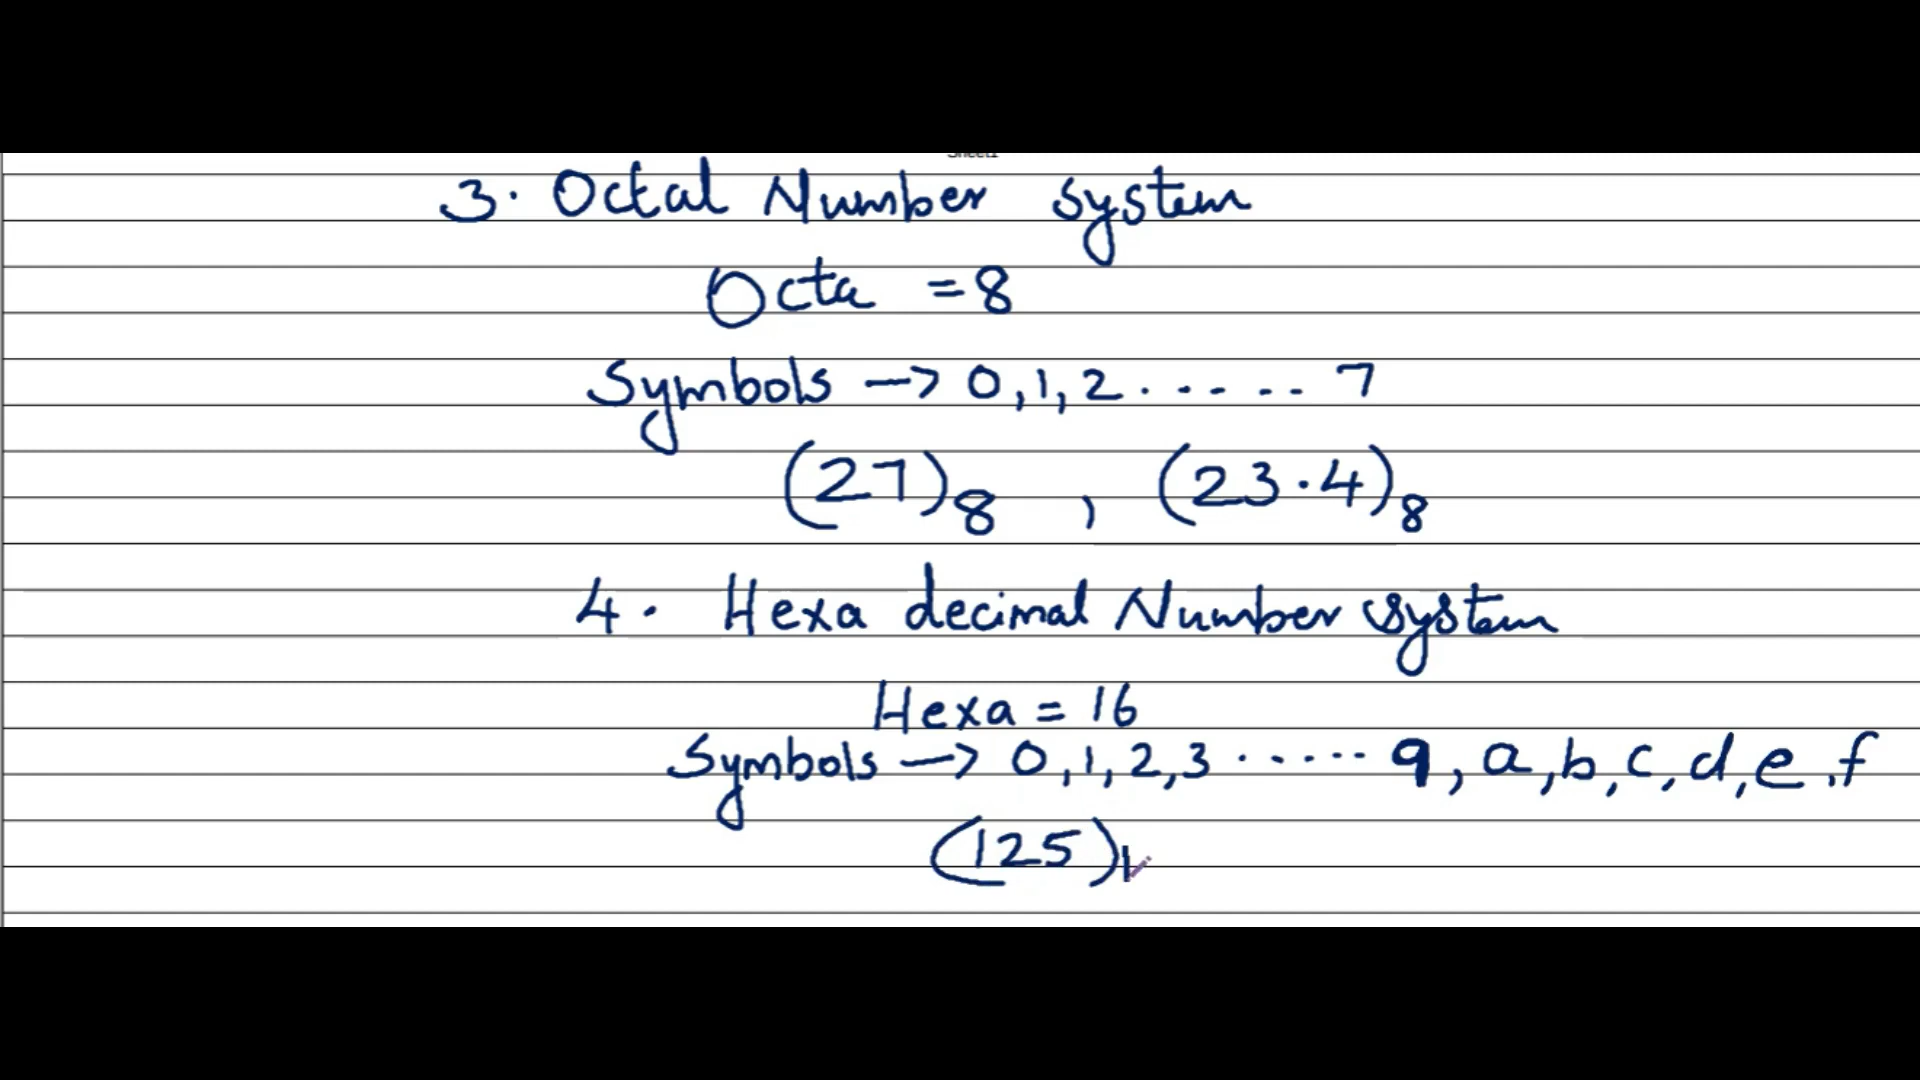 3. Octal Number system
Octa = 8
Symbols → 0,1,2 ..... 7
(27)8 , (23.4)8
4. Hexa decimal Number system
Hexa = 16
Symbols → 0,1,2,3 ..... 9, a, b, c, d, e, f
(125)1